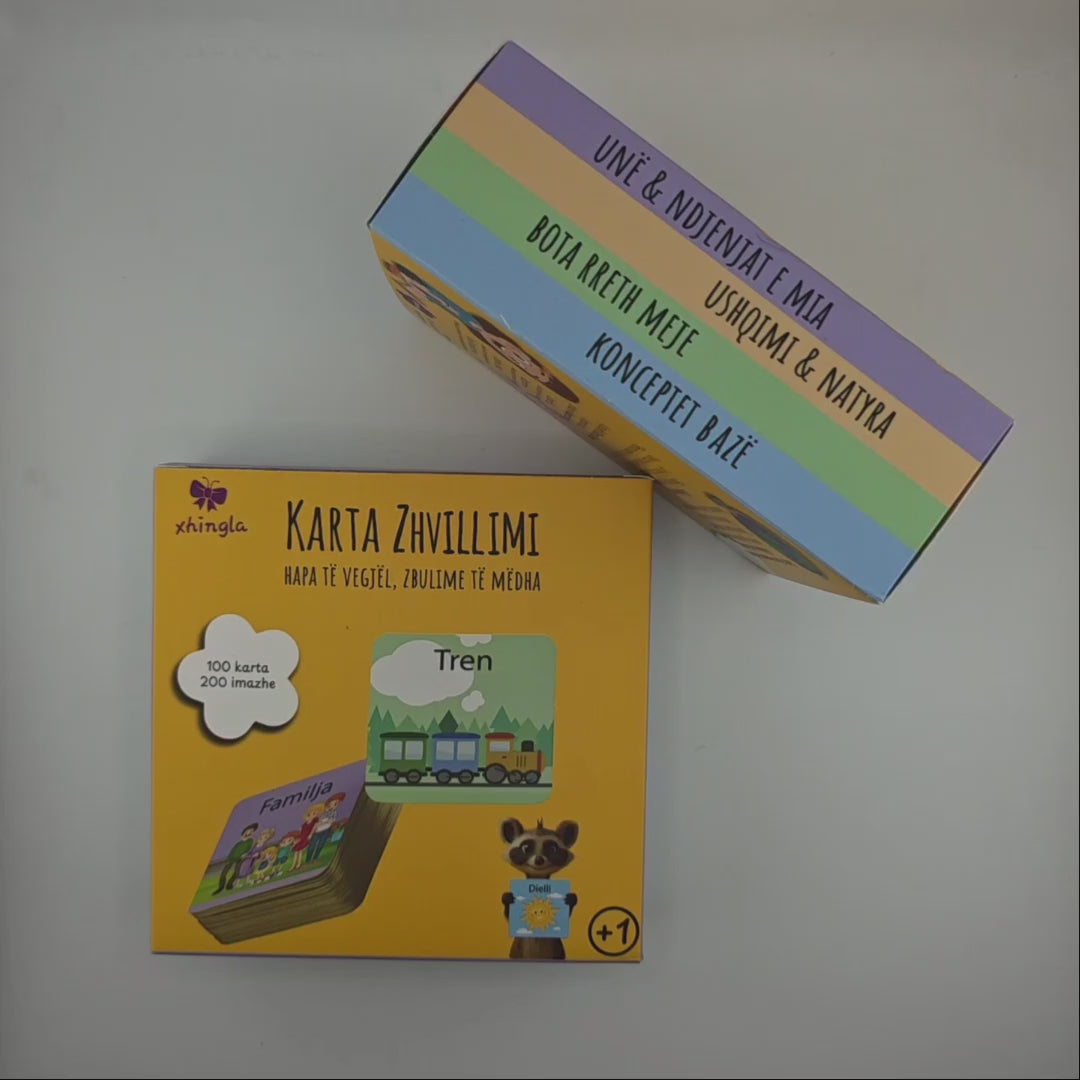 UNË & NDJENJAT E MIA
USHQIMI & NATYRA
BOTA RRETH MEJE
KONCEPTET BAZË
xhingla
KARTA ZHVILLIMI
HAPA TË VEGJËL, ZBULIME TË MËDHA
100 karta
200 imazhe
Tren
Familja
Dielli
+1